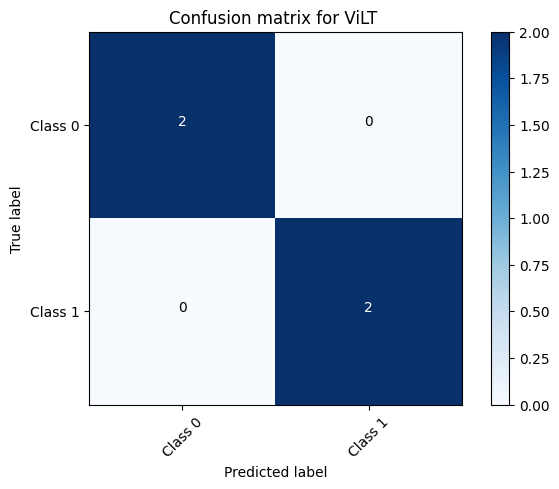 Confusion matrix for ViLT
True label
Class 0
2
0
Class 1
0
2
Class 0
Class 1
Predicted label
2.00
1.75
1.50
1.25
1.00
0.75
0.50
0.25
0.00